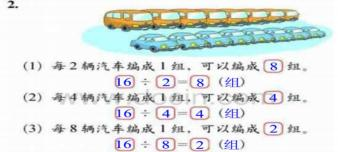 2.
(1) 每2辆汽车编成1组,可以编成8组。
16÷2=8(组)
(2) 每4辆汽车编成1组,可以编成4组。
16÷4=4(组)
(3) 每8辆汽车编成1组,可以编成2组。
16÷8=2(组)